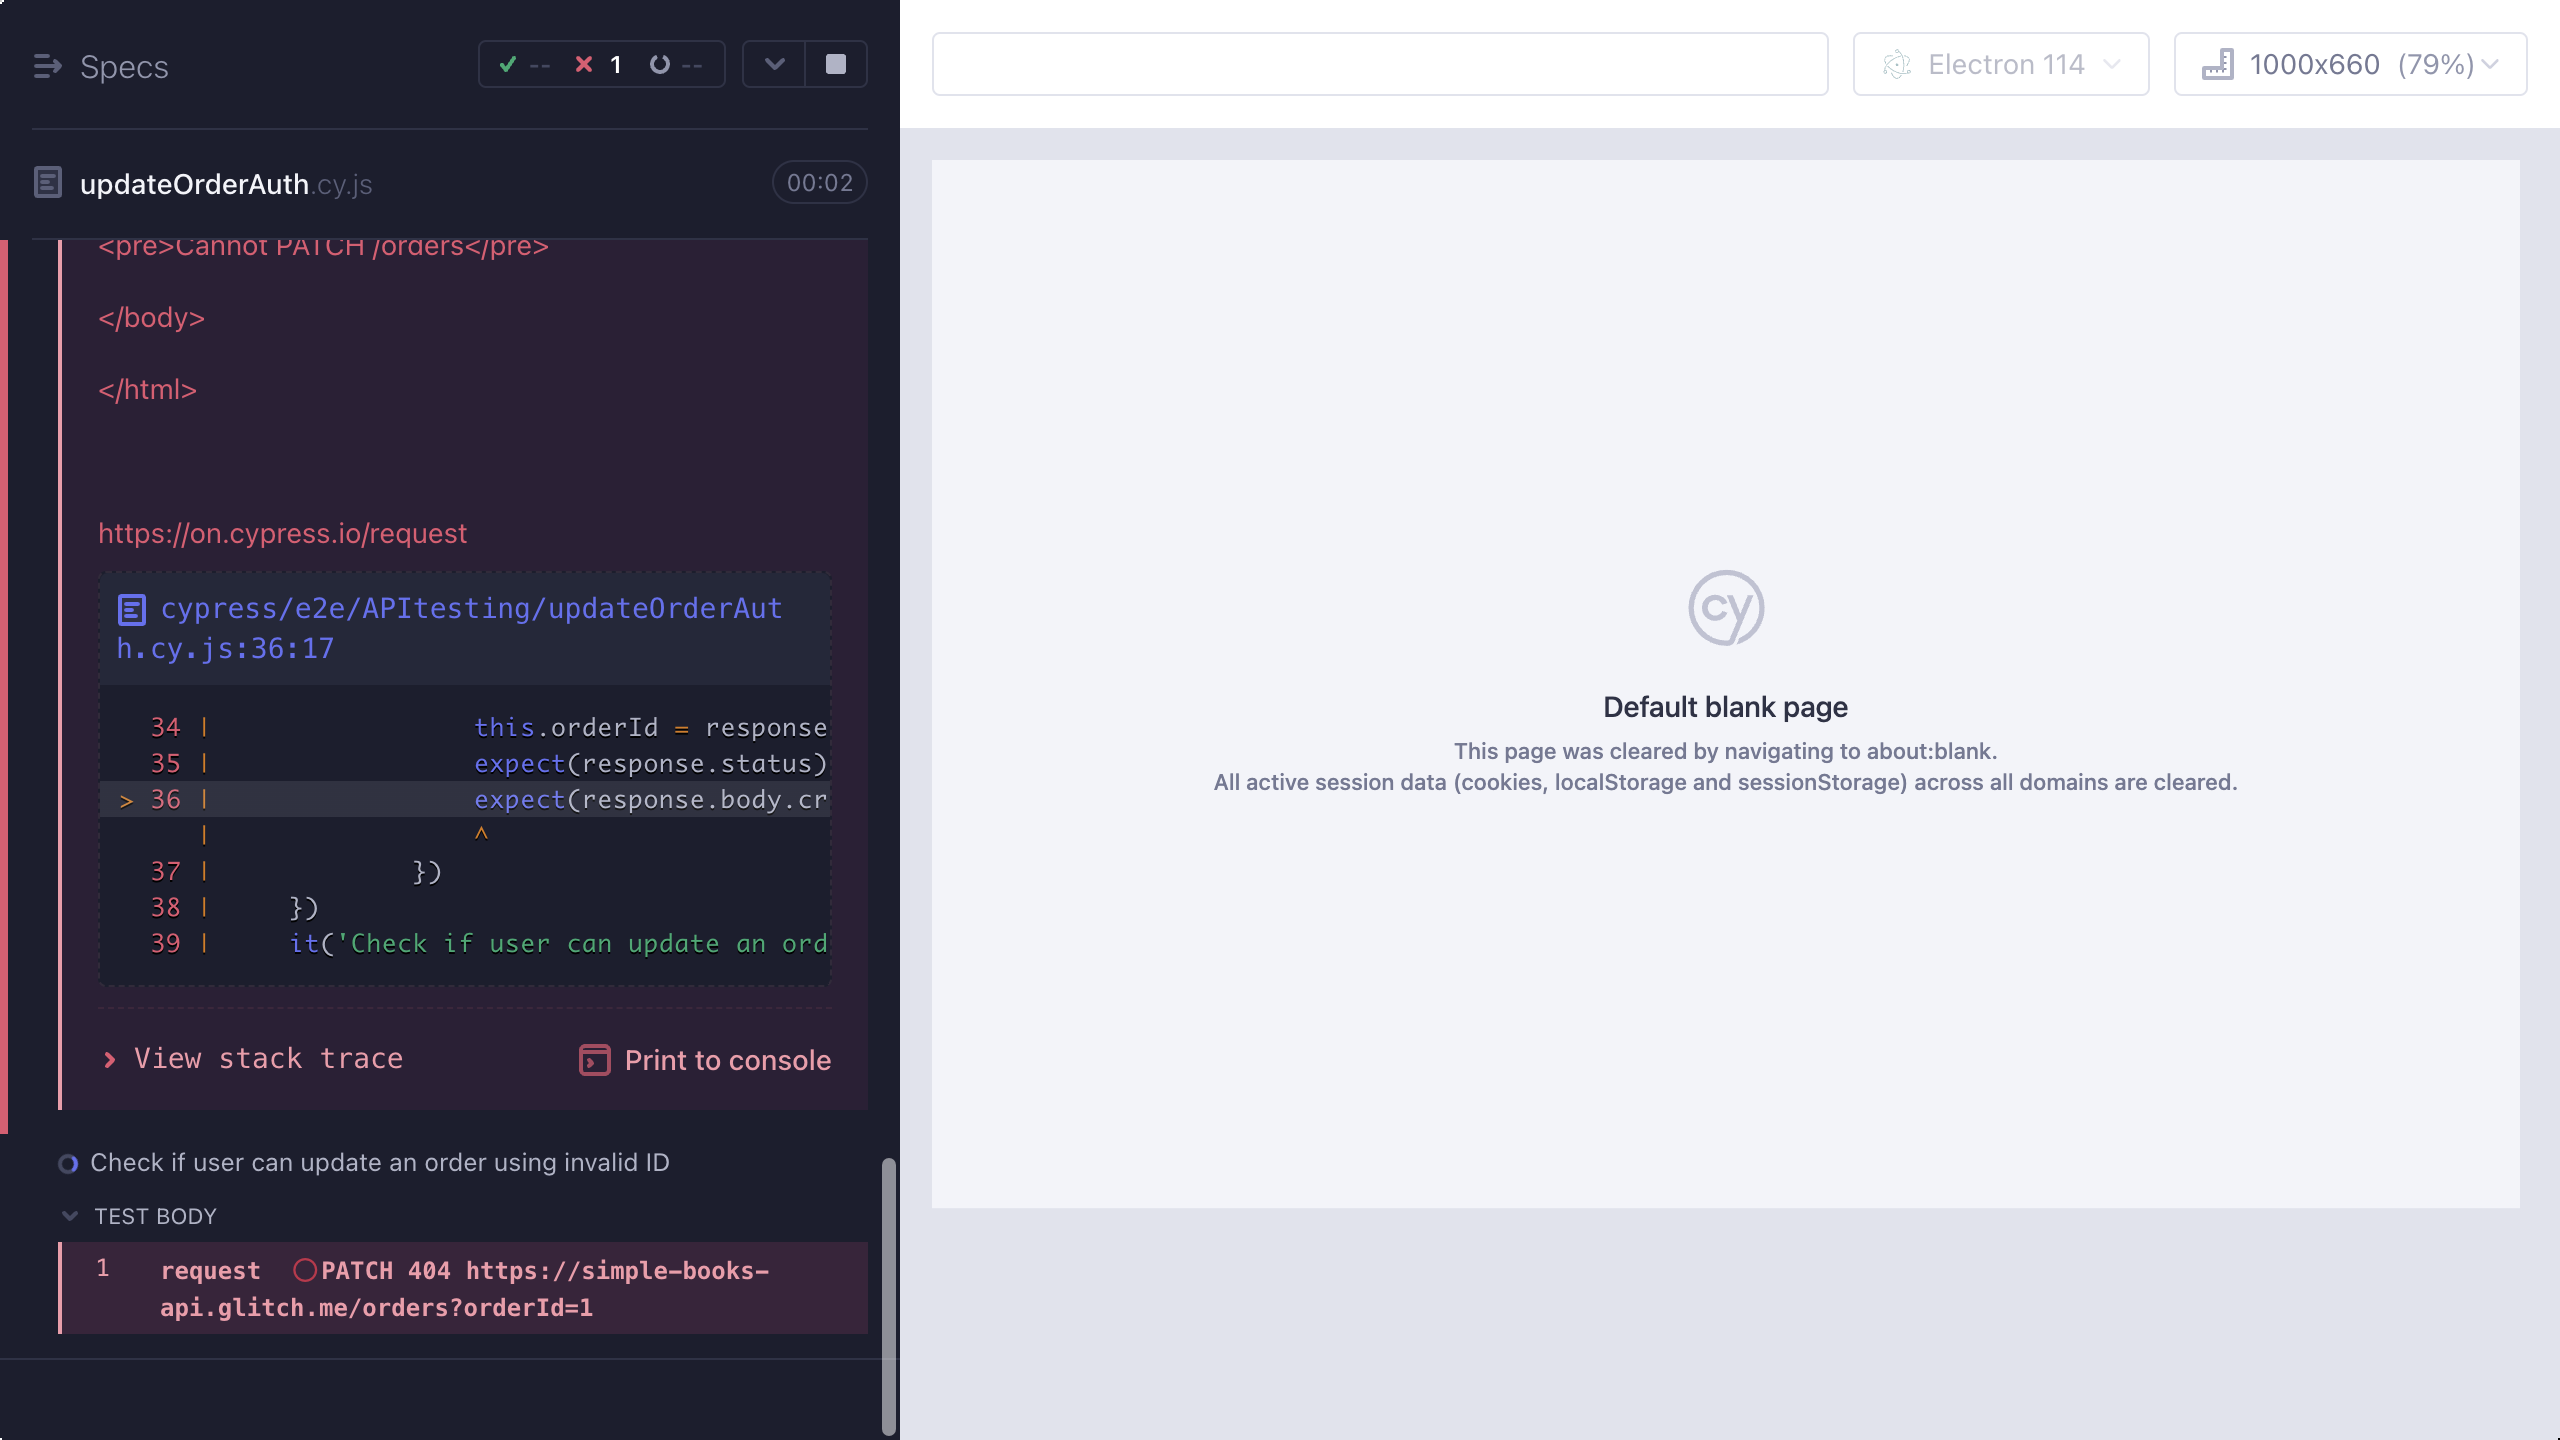 Specs
-- 1 --
updateOrderAuth.cy.js
00:02
<pre>Cannot PATCH /orders</pre>
</body>
</html>
https://on.cypress.io/request
cypress/e2e/APItesting/updateOrderAut
h.cy.js:36:17
34 | this.orderId = response
35 | expect(response.status)
> 36 | expect(response.body.cr
| ^
37 | })
38 | })
39 | it('Check if user can update an ord
View stack trace
Print to console
Check if user can update an order using invalid ID
TEST BODY
1 request PATCH 404 https://simple-books-
api.glitch.me/orders?orderId=1
Electron 114
1000x660 (79%)
cy
Default blank page
This page was cleared by navigating to about:blank.
All active session data (cookies, localStorage and sessionStorage) across all domains are cleared.